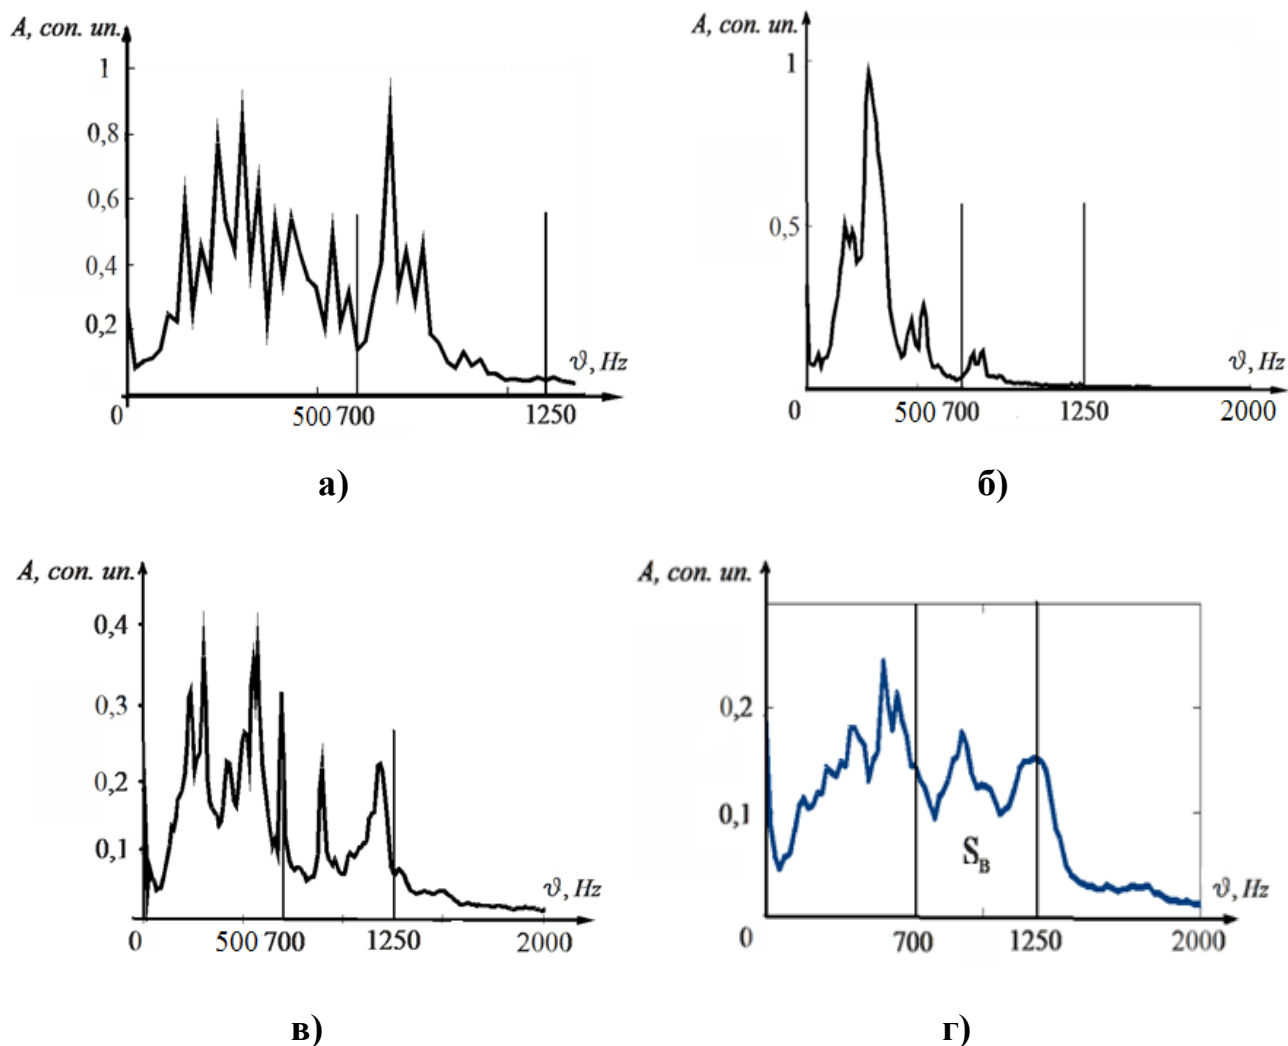 A, con. un.
1
0,8
0,6
0,4
0,2
ϑ, Hz
0 500 700 1250
а)
A, con. un.
1
0,5
ϑ, Hz
0 500 700 1250 2000
б)
A, con. un.
0,4
0,3
0,2
0,1
ϑ, Hz
0 500 700 1250 2000
в)
A, con. un.
0,2
0,1
S_B
ϑ, Hz
0 700 1250 2000
г)